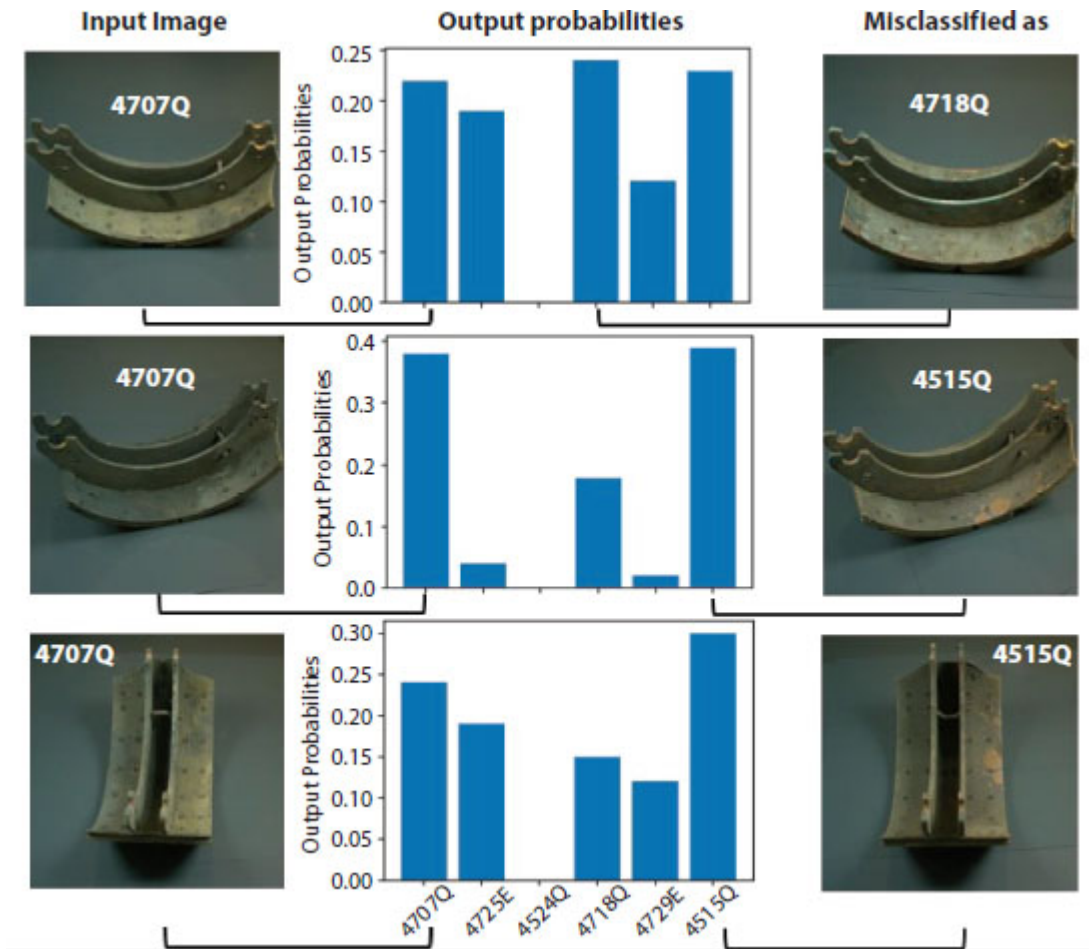 Input Image
Output probabilities
Misclassified as
4707Q
Output Probabilities
0.25
0.20
0.15
0.10
0.05
0.00
4718Q
4707Q
Output Probabilities
0.4
0.3
0.2
0.1
0.0
4515Q
4707Q
Output Probabilities
0.30
0.25
0.20
0.15
0.10
0.05
0.00
4515Q
4707Q
4725E
4524Q
4718Q
4729E
4515Q